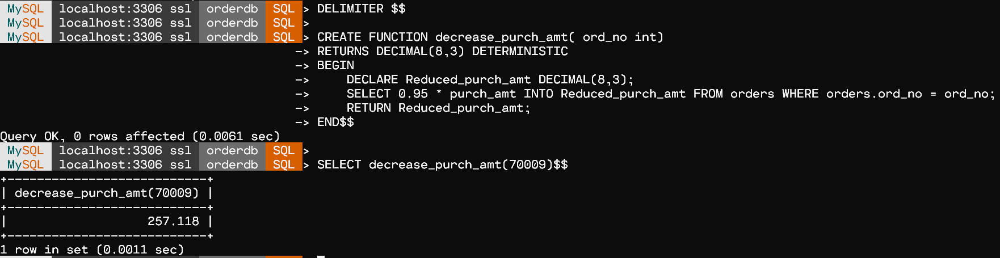 MySQL localhost:3306 ssl orderdb SQL > DELIMITER $$
MySQL localhost:3306 ssl orderdb SQL >
MySQL localhost:3306 ssl orderdb SQL > CREATE FUNCTION decrease_purch_amt( ord_no int)
-> RETURNS DECIMAL(8,3) DETERMINISTIC
-> BEGIN
->     DECLARE Reduced_purch_amt DECIMAL(8,3);
->     SELECT 0.95 * purch_amt INTO Reduced_purch_amt FROM orders WHERE orders.ord_no = ord_no;
->     RETURN Reduced_purch_amt;
-> END$$
Query OK, 0 rows affected (0.0061 sec)
MySQL localhost:3306 ssl orderdb SQL >
MySQL localhost:3306 ssl orderdb SQL > SELECT decrease_purch_amt(70009)$$
+---------------------------+
| decrease_purch_amt(70009) |
+---------------------------+
|                   257.118 |
+---------------------------+
1 row in set (0.0011 sec)